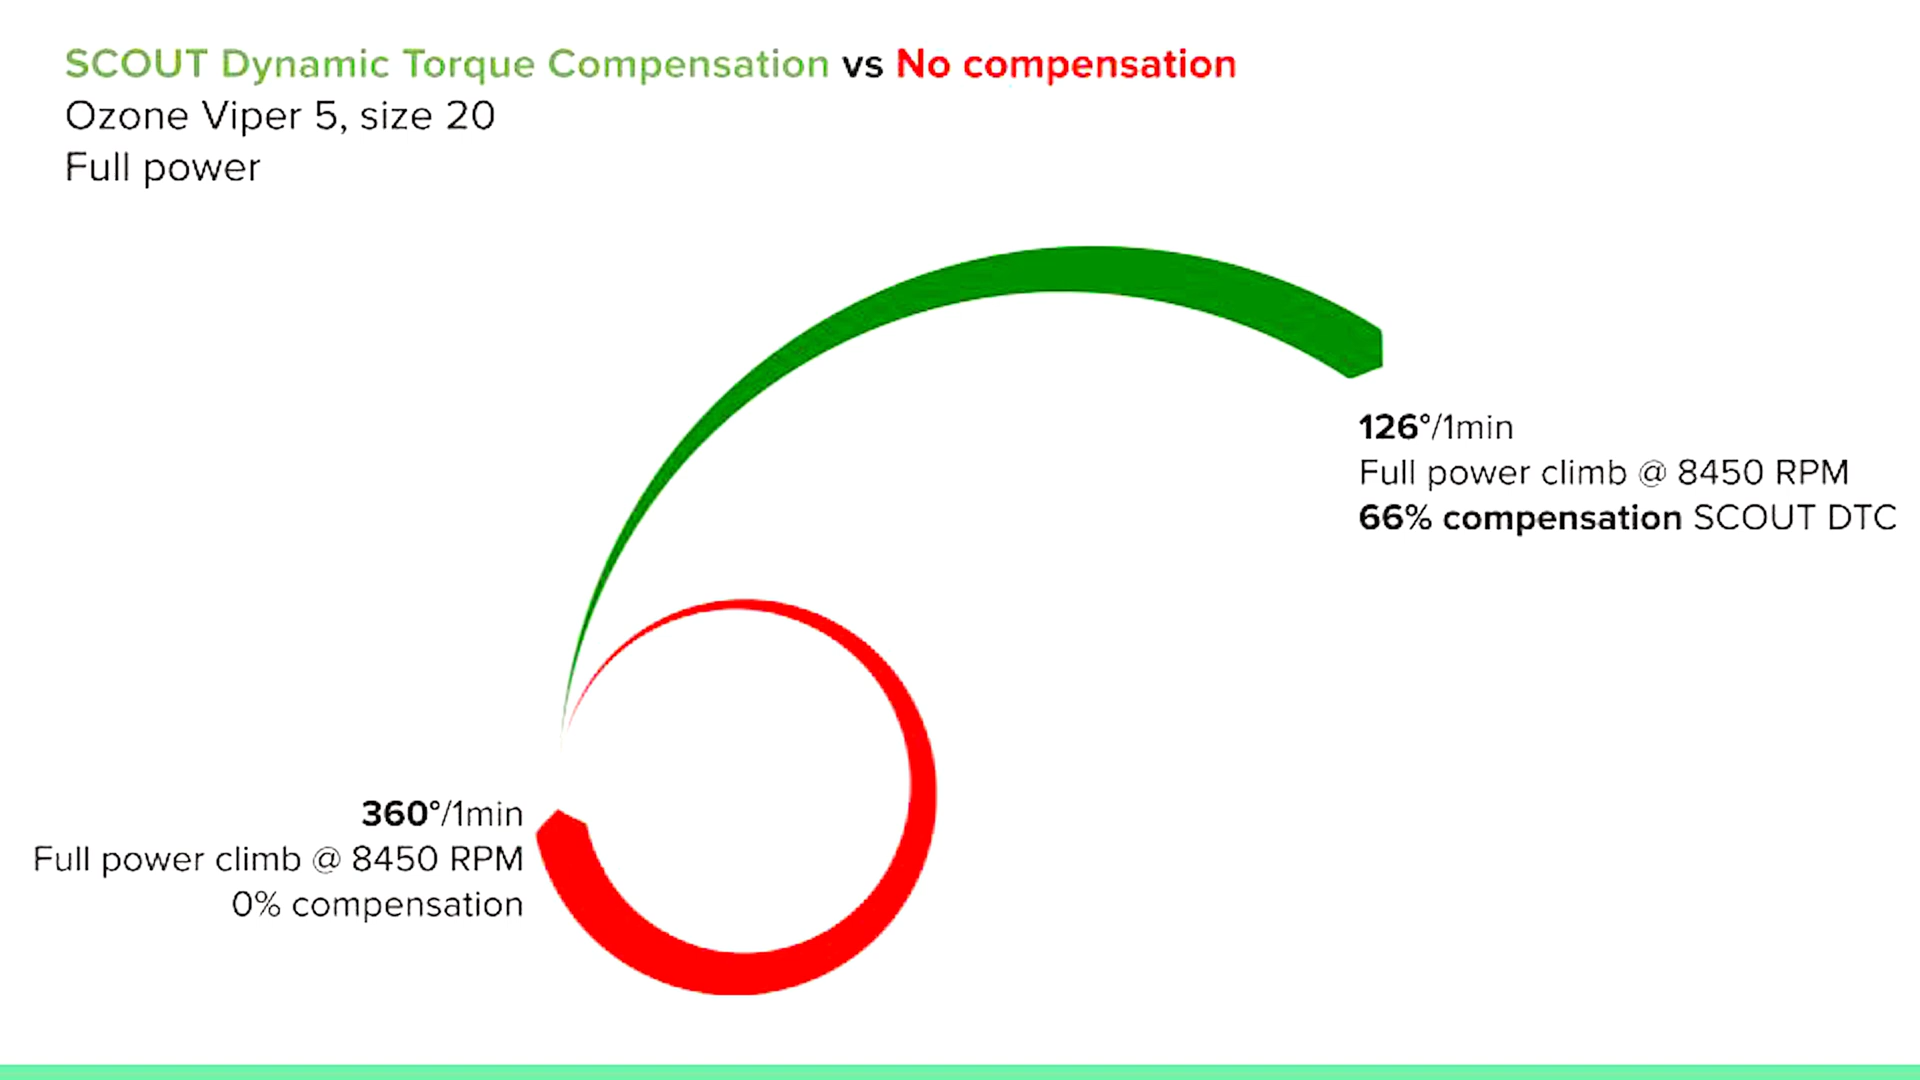 SCOUT Dynamic Torque Compensation vs No compensation
Ozone Viper 5, size 20
Full power
126°/1min
Full power climb @ 8450 RPM
66% compensation SCOUT DTC
360°/1min
Full power climb @ 8450 RPM
0% compensation